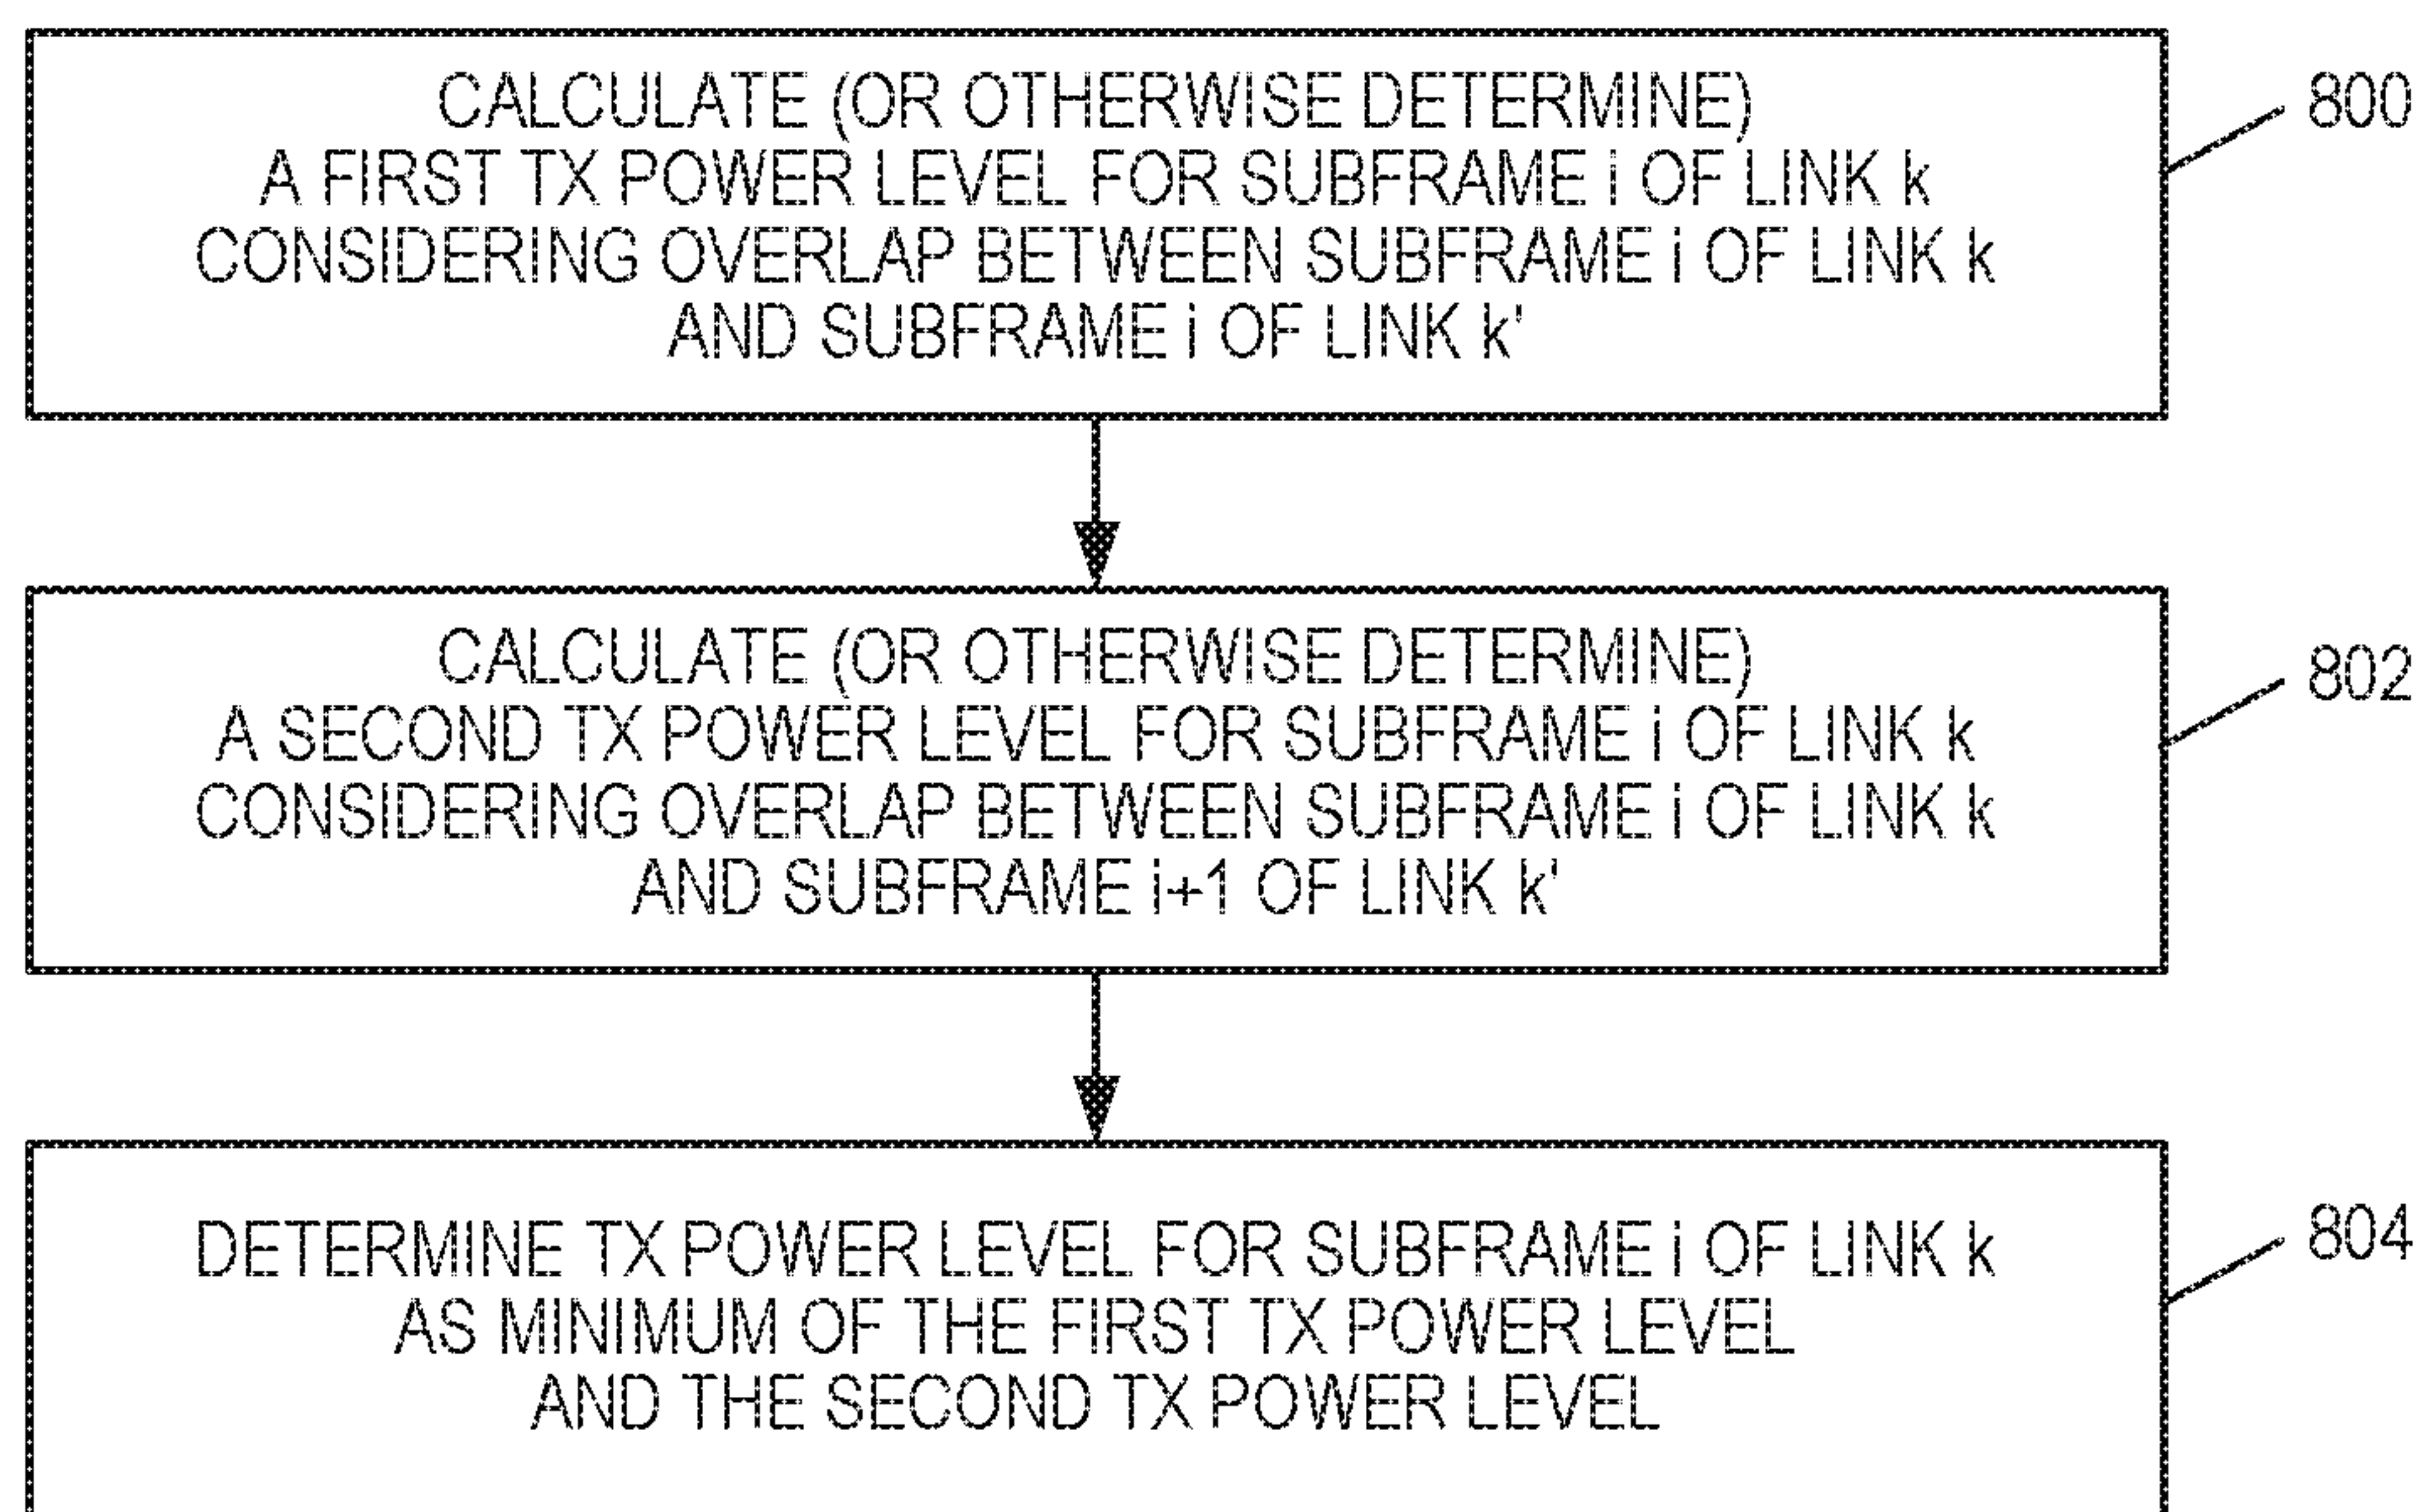 CALCULATE (OR OTHERWISE DETERMINE)
A FIRST TX POWER LEVEL FOR SUBFRAME i OF LINK k
CONSIDERING OVERLAP BETWEEN SUBFRAME i OF LINK k
AND SUBFRAME i OF LINK k'
800
CALCULATE (OR OTHERWISE DETERMINE)
A SECOND TX POWER LEVEL FOR SUBFRAME i OF LINK k
CONSIDERING OVERLAP BETWEEN SUBFRAME i OF LINK k
AND SUBFRAME i+1 OF LINK k'
802
DETERMINE TX POWER LEVEL FOR SUBFRAME i OF LINK k
AS MINIMUM OF THE FIRST TX POWER LEVEL
AND THE SECOND TX POWER LEVEL
804